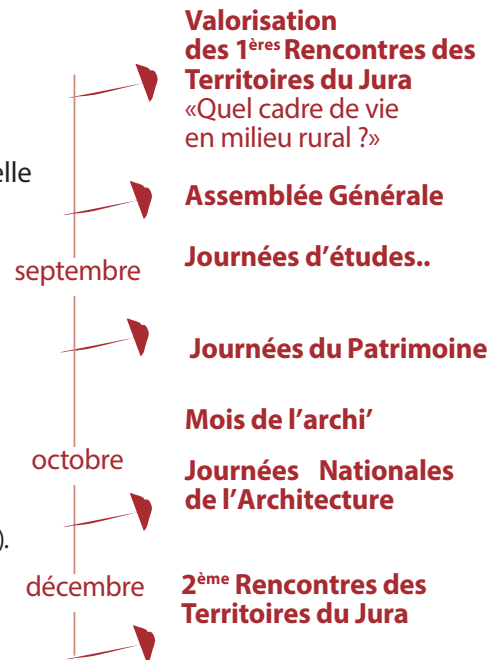 Valorisation
des 1ères Rencontres des
Territoires du Jura
«Quel cadre de vie
en milieu rural ?»
elle
Assemblée Générale
septembre
Journées d’études..
Journées du Patrimoine
Mois de l’archi’
octobre
Journées Nationales
de l’Architecture
).
décembre
2ème Rencontres des
Territoires du Jura